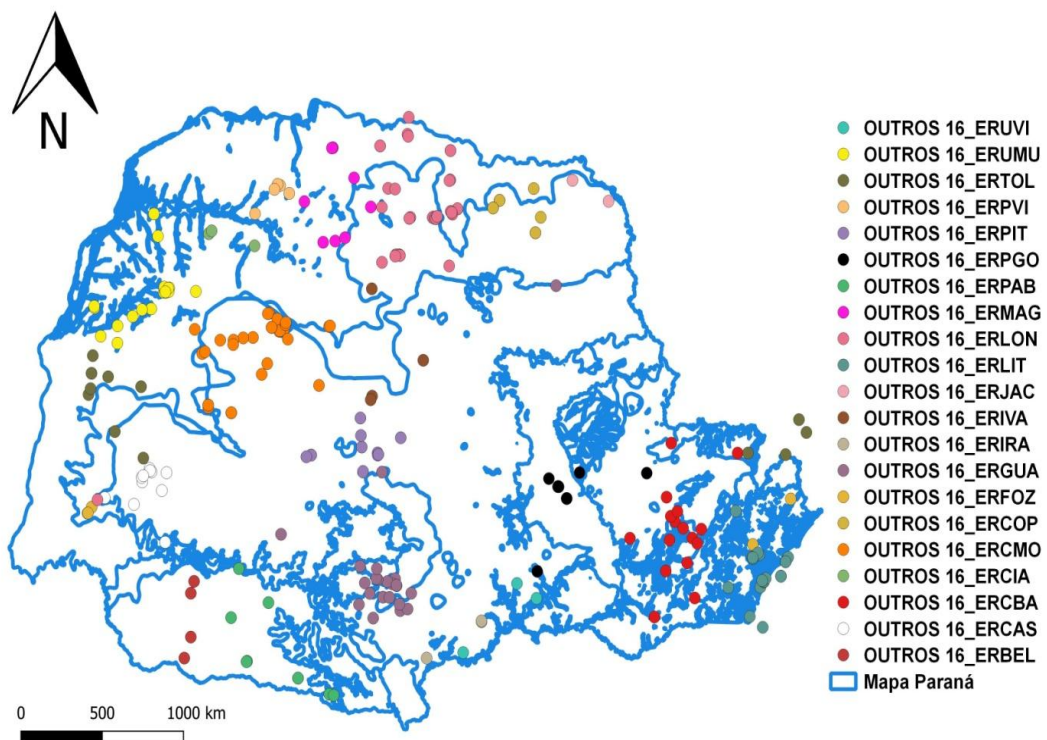 N
OUTROS 16_ERUVI
OUTROS 16_ERUMU
OUTROS 16_ERTOL
OUTROS 16_ERPVI
OUTROS 16_ERPIT
OUTROS 16_ERPGO
OUTROS 16_ERPAB
OUTROS 16_ERMAG
OUTROS 16_ERLON
OUTROS 16_ERLIT
OUTROS 16_ERJAC
OUTROS 16_ERIVA
OUTROS 16_ERIRA
OUTROS 16_ERGUA
OUTROS 16_ERFOZ
OUTROS 16_ERCOP
OUTROS 16_ERCMO
OUTROS 16_ERCIA
OUTROS 16_ERCBA
OUTROS 16_ERCAS
OUTROS 16_ERBEL
Mapa Paraná
0 500 1000 km